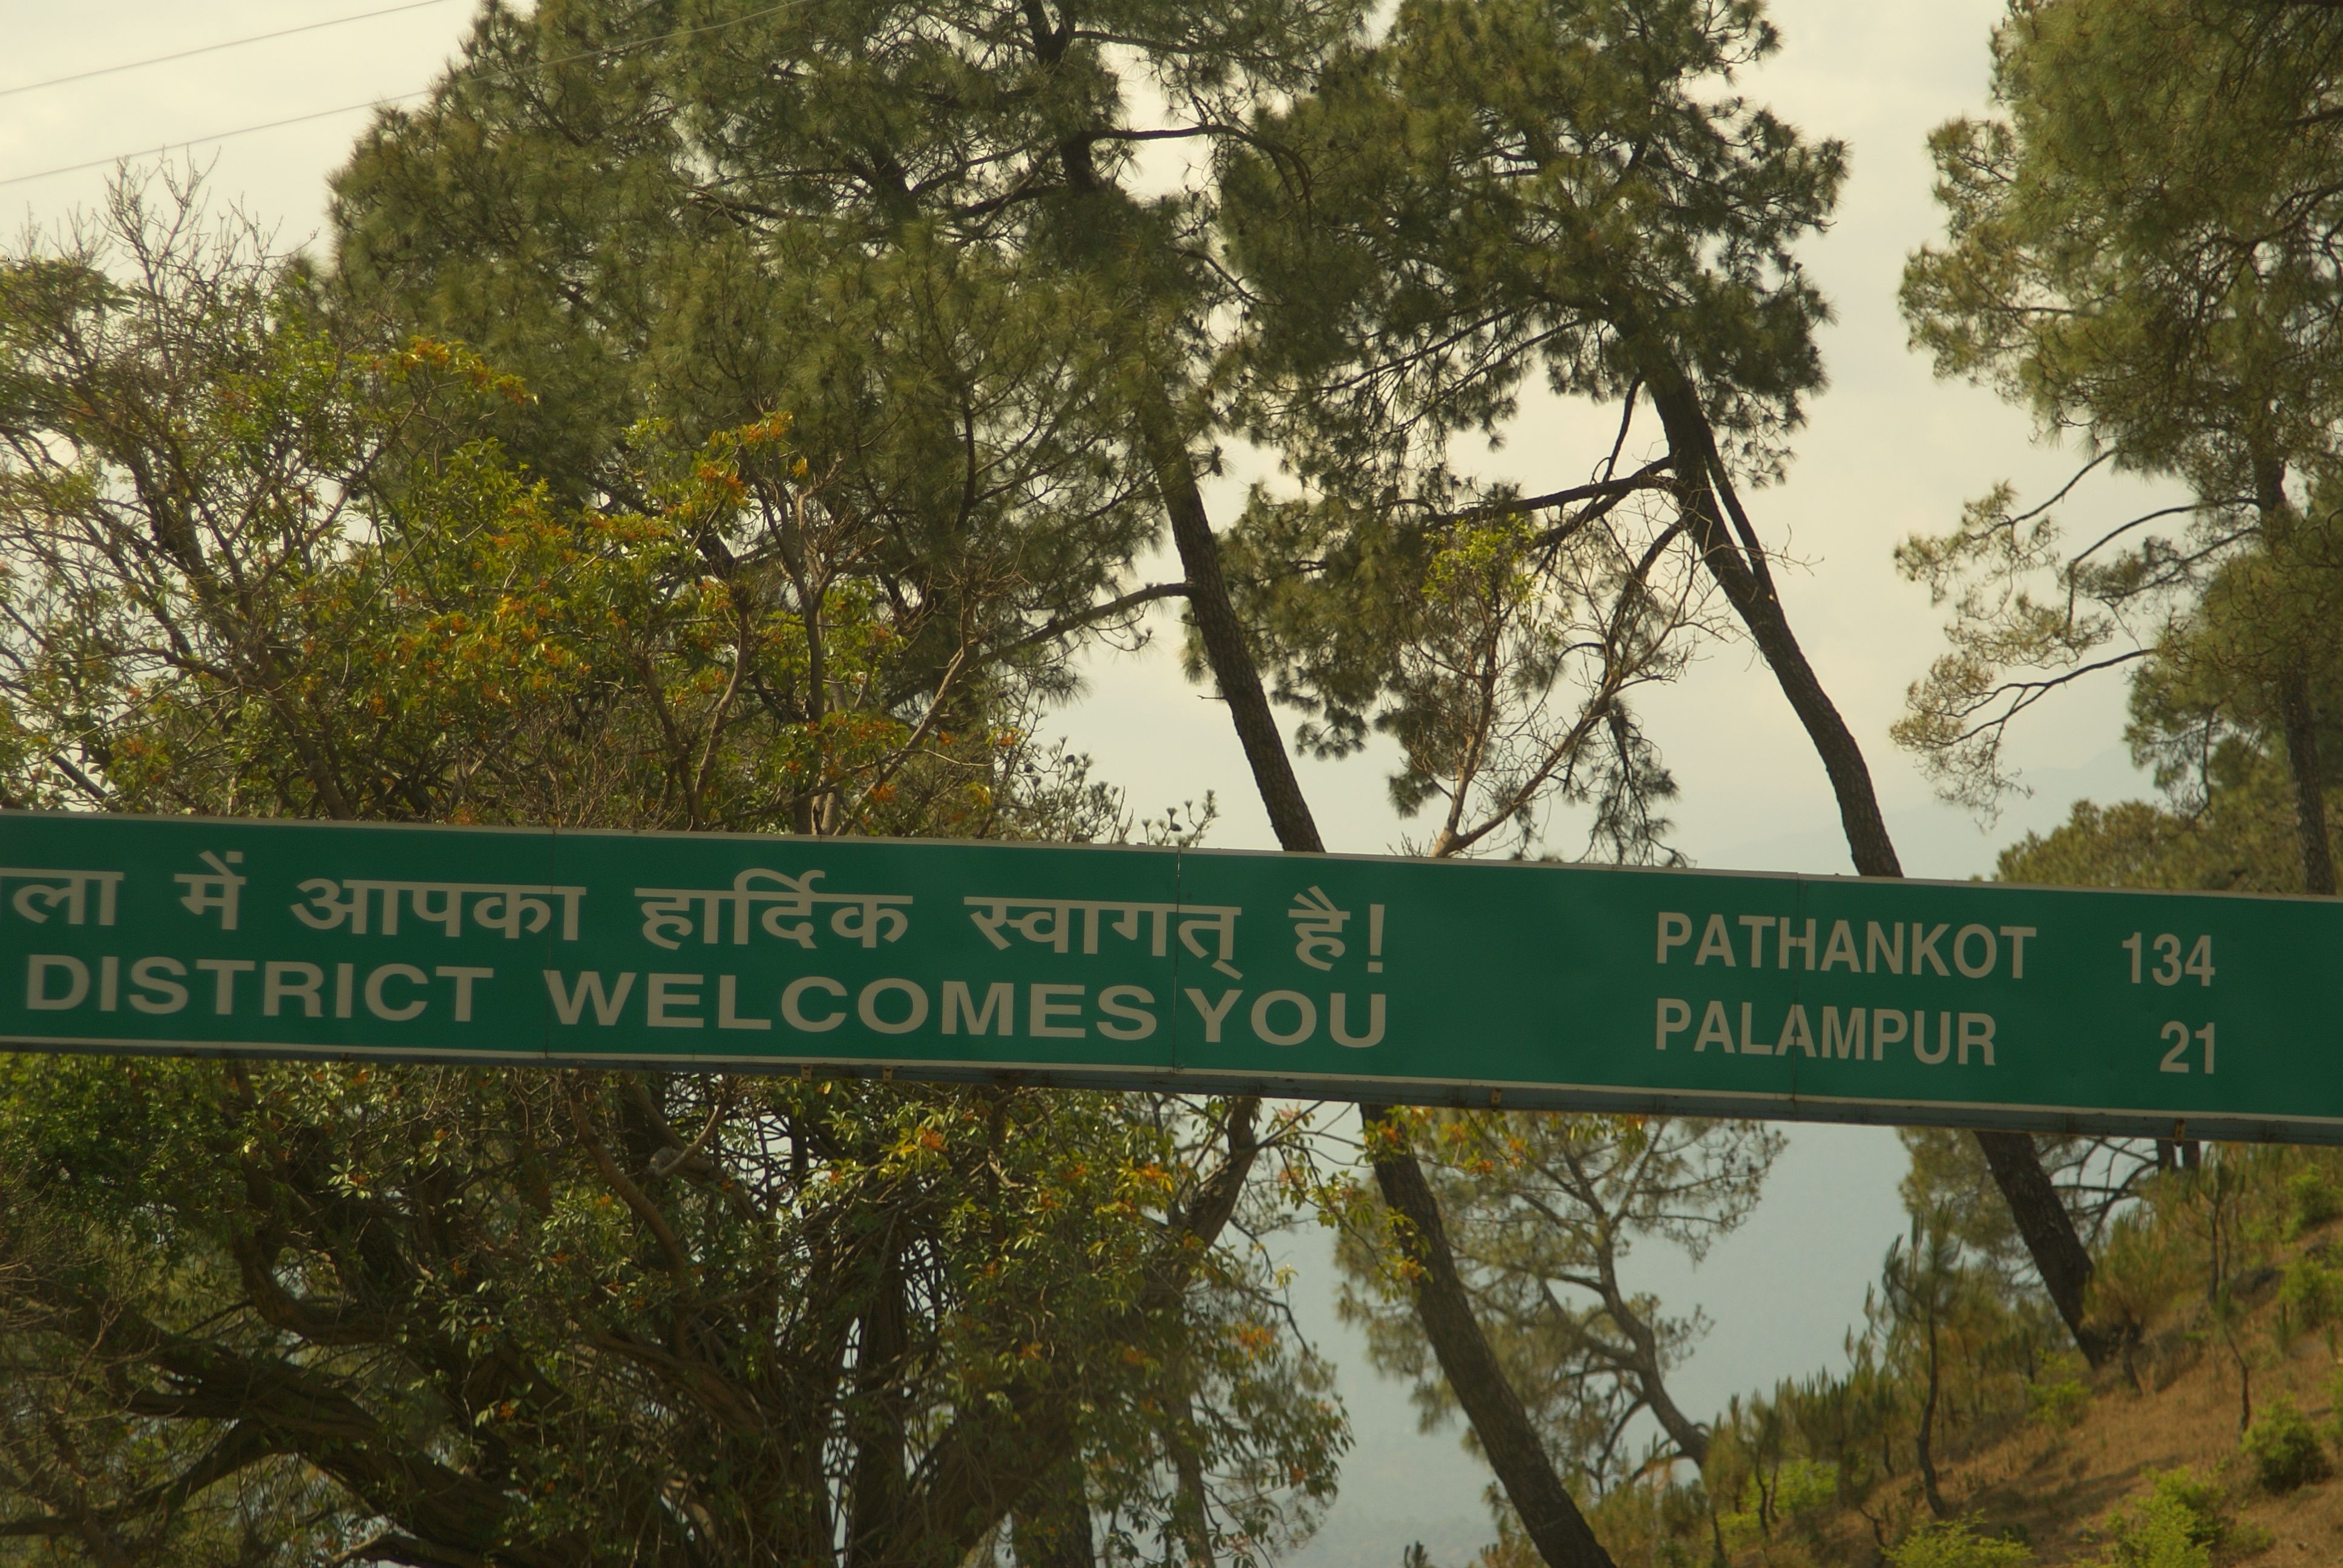 ला में आपका हार्दिक स्वागत् है!
DISTRICT WELCOMES YOU
PATHANKOT 134
PALAMPUR 21